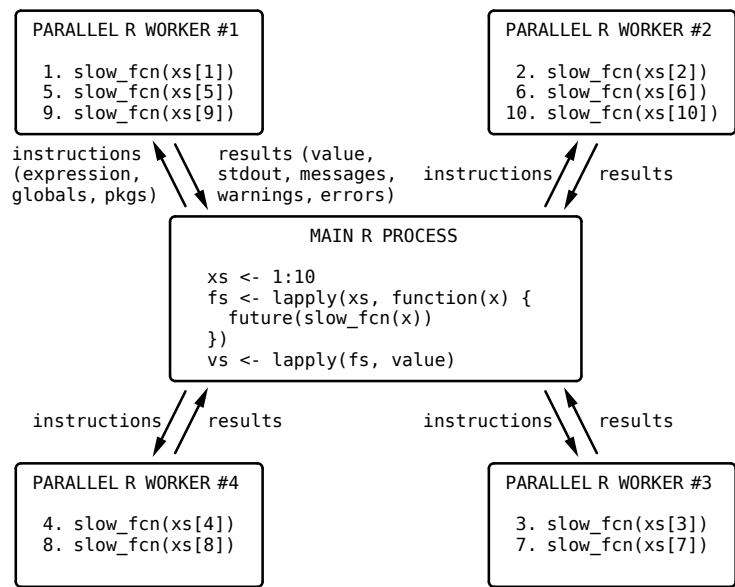 PARALLEL R WORKER #1
1. slow_fcn(xs[1])
5. slow_fcn(xs[5])
9. slow_fcn(xs[9])
PARALLEL R WORKER #2
2. slow_fcn(xs[2])
6. slow_fcn(xs[6])
10. slow_fcn(xs[10])
instructions
(expression,
globals, pkgs)
results (value,
stdout, messages,
warnings, errors)
instructions
results
MAIN R PROCESS
xs <- 1:10
fs <- lapply(xs, function(x) {
  future(slow_fcn(x))
})
vs <- lapply(fs, value)
instructions
results
instructions
results
PARALLEL R WORKER #4
4. slow_fcn(xs[4])
8. slow_fcn(xs[8])
PARALLEL R WORKER #3
3. slow_fcn(xs[3])
7. slow_fcn(xs[7])